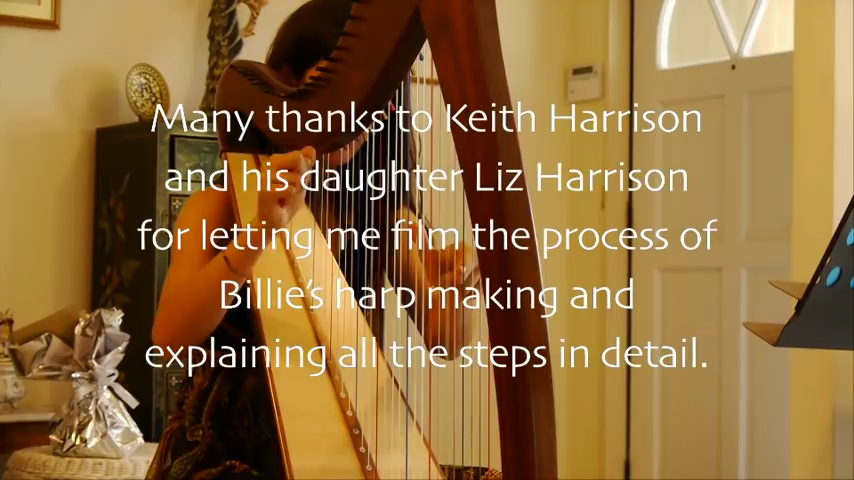 Many thanks to Keith Harrison
and his daughter Liz Harrison
for letting me film the process of
Billie's harp making and
explaining all the steps in detail.